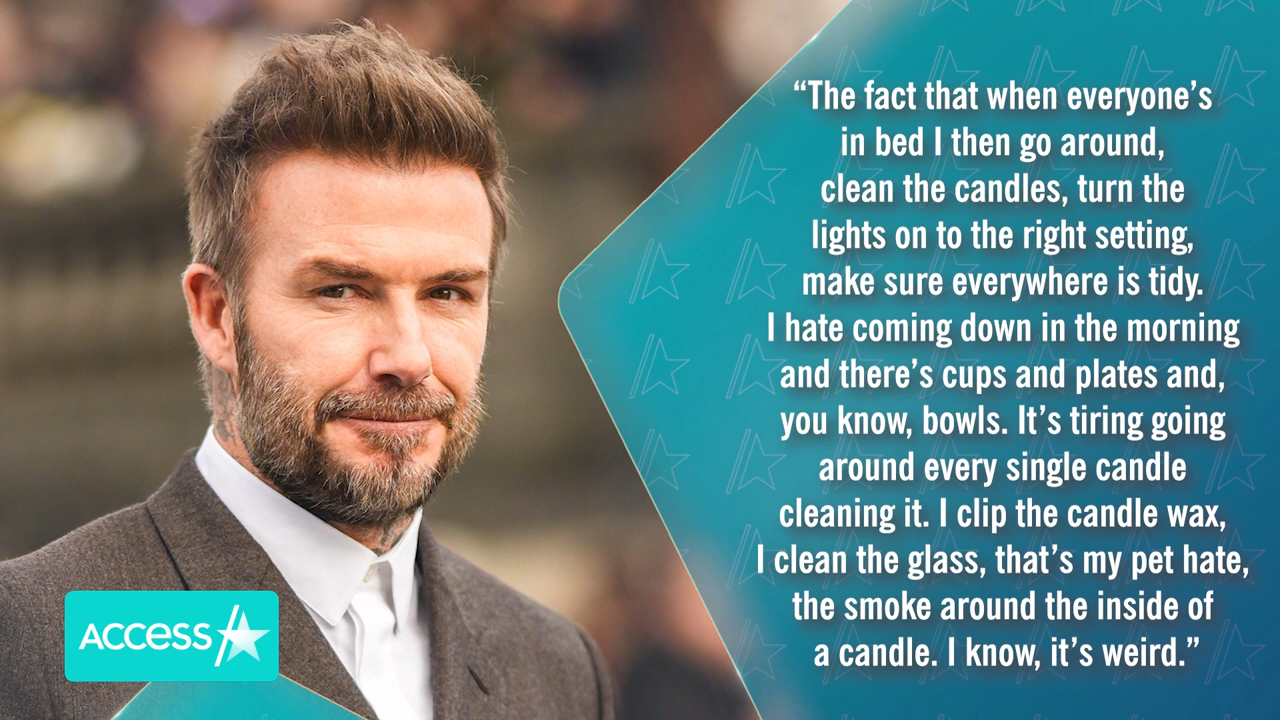 “The fact that when everyone’s
in bed I then go around,
clean the candles, turn the
lights on to the right setting,
make sure everywhere is tidy.
I hate coming down in the morning
and there’s cups and plates and,
you know, bowls. It’s tiring going
around every single candle
cleaning it. I clip the candle wax,
I clean the glass, that’s my pet hate,
the smoke around the inside of
a candle. I know, it’s weird.”
ACCESS